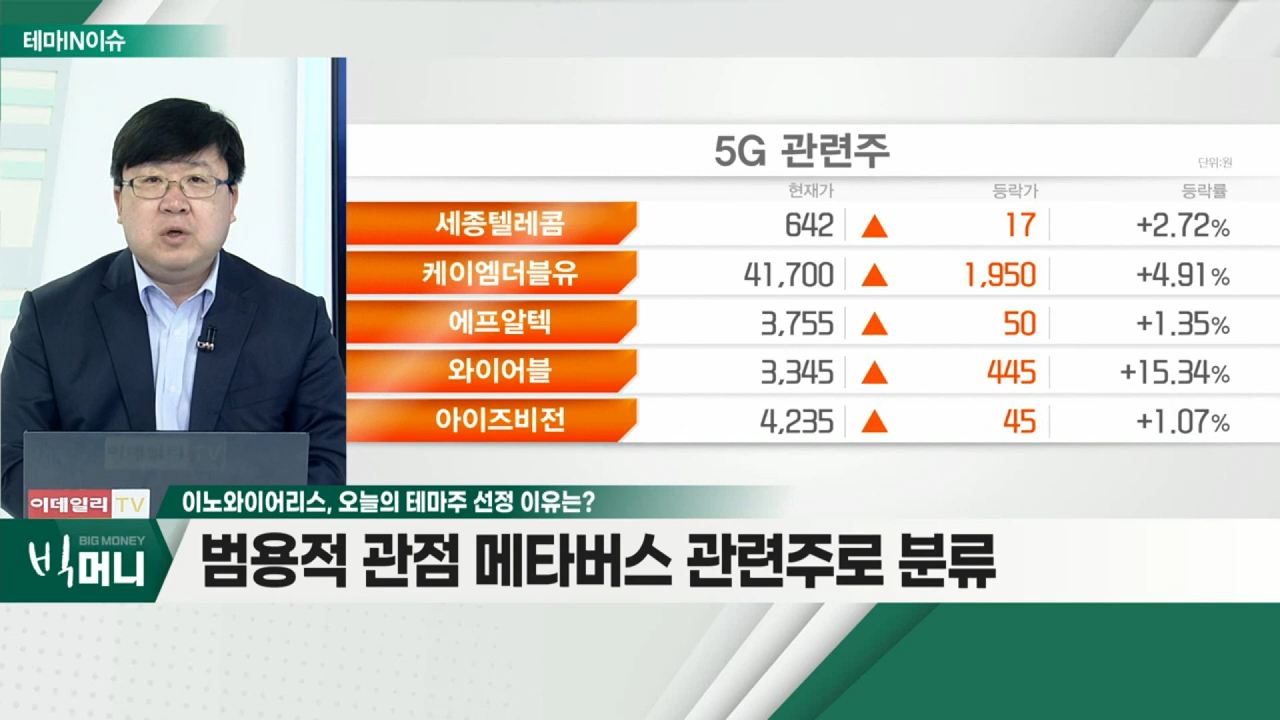 테마IN이슈
5G 관련주
단위:원
현재가 등락가 등락률
세종텔레콤 642 ▲ 17 +2.72%
케이엠더블유 41,700 ▲ 1,950 +4.91%
에프알텍 3,755 ▲ 50 +1.35%
와이어블 3,345 ▲ 445 +15.34%
아이즈비전 4,235 ▲ 45 +1.07%
이데일리TV
이노와이어리스, 오늘의 테마주 선정 이유는?
BIG MONEY
빅머니
범용적 관점 메타버스 관련주로 분류